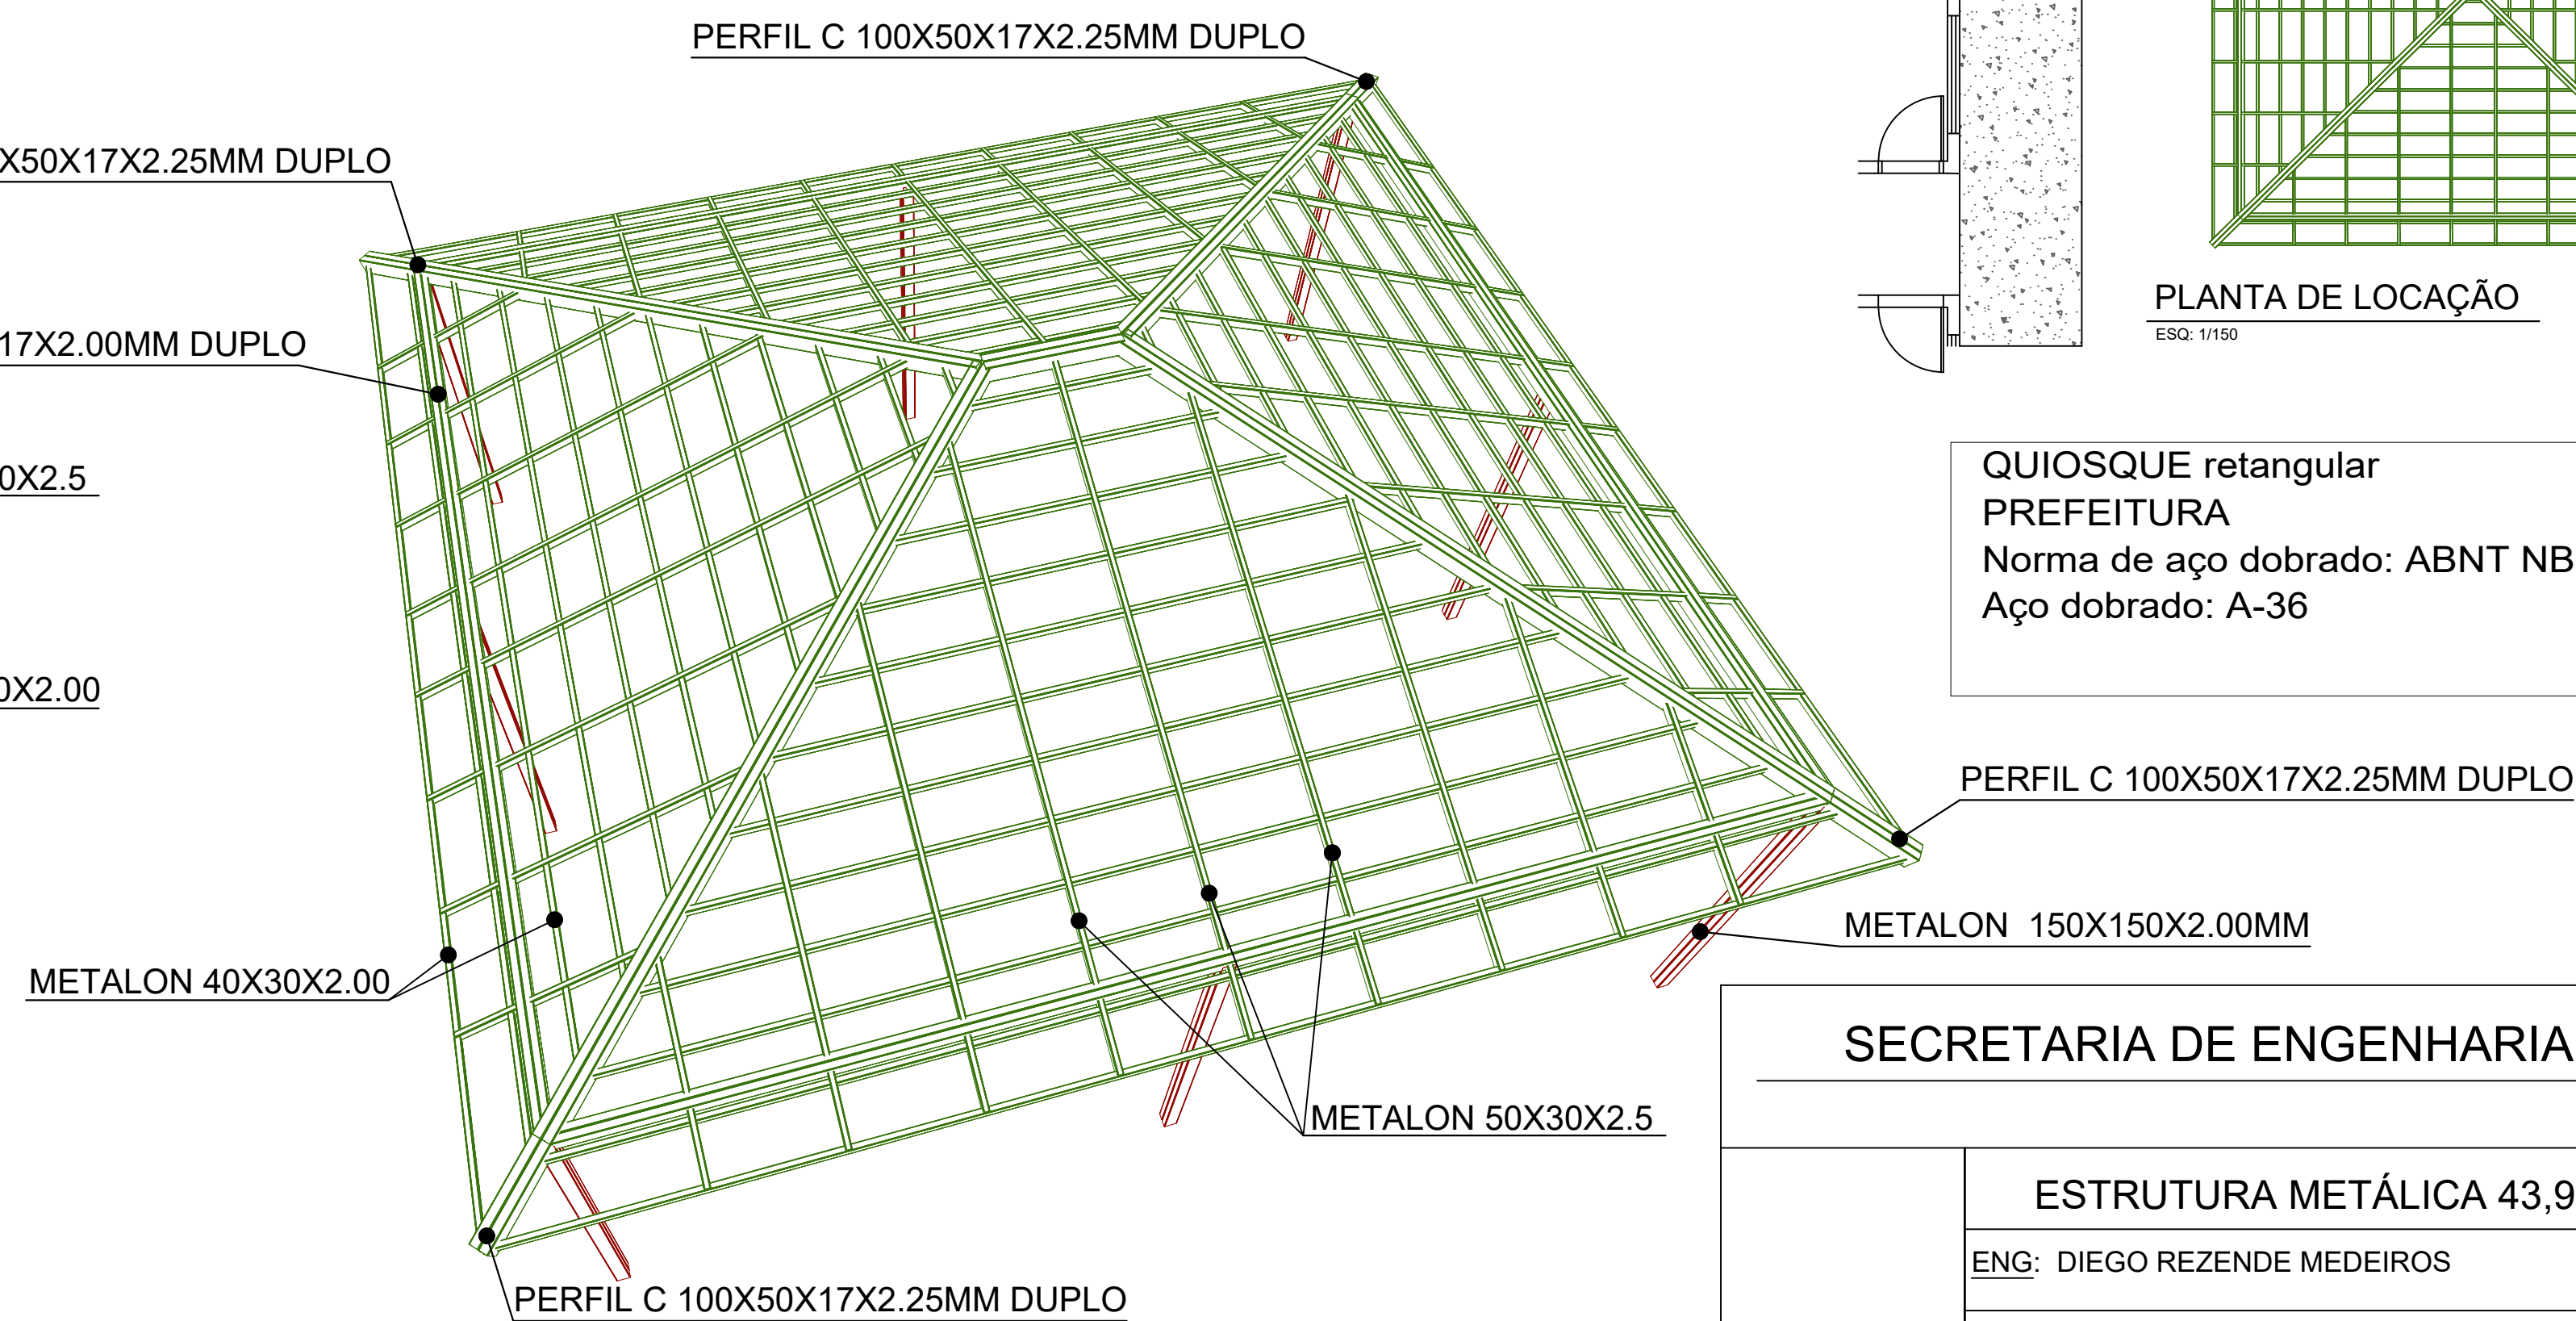 PERFIL C 100X50X17X2.25MM DUPLO
X50X17X2.25MM DUPLO
17X2.00MM DUPLO
0X2.5
0X2.00
METALON 40X30X2.00
PERFIL C 100X50X17X2.25MM DUPLO
METALON 50X30X2.5
METALON 150X150X2.00MM
PERFIL C 100X50X17X2.25MM DUPLO
PLANTA DE LOCAÇÃO
ESQ: 1/150
QUIOSQUE retangular
PREFEITURA
Norma de aço dobrado: ABNT NB
Aço dobrado: A-36
SECRETARIA DE ENGENHARIA
ESTRUTURA METÁLICA 43,9
ENG: DIEGO REZENDE MEDEIROS